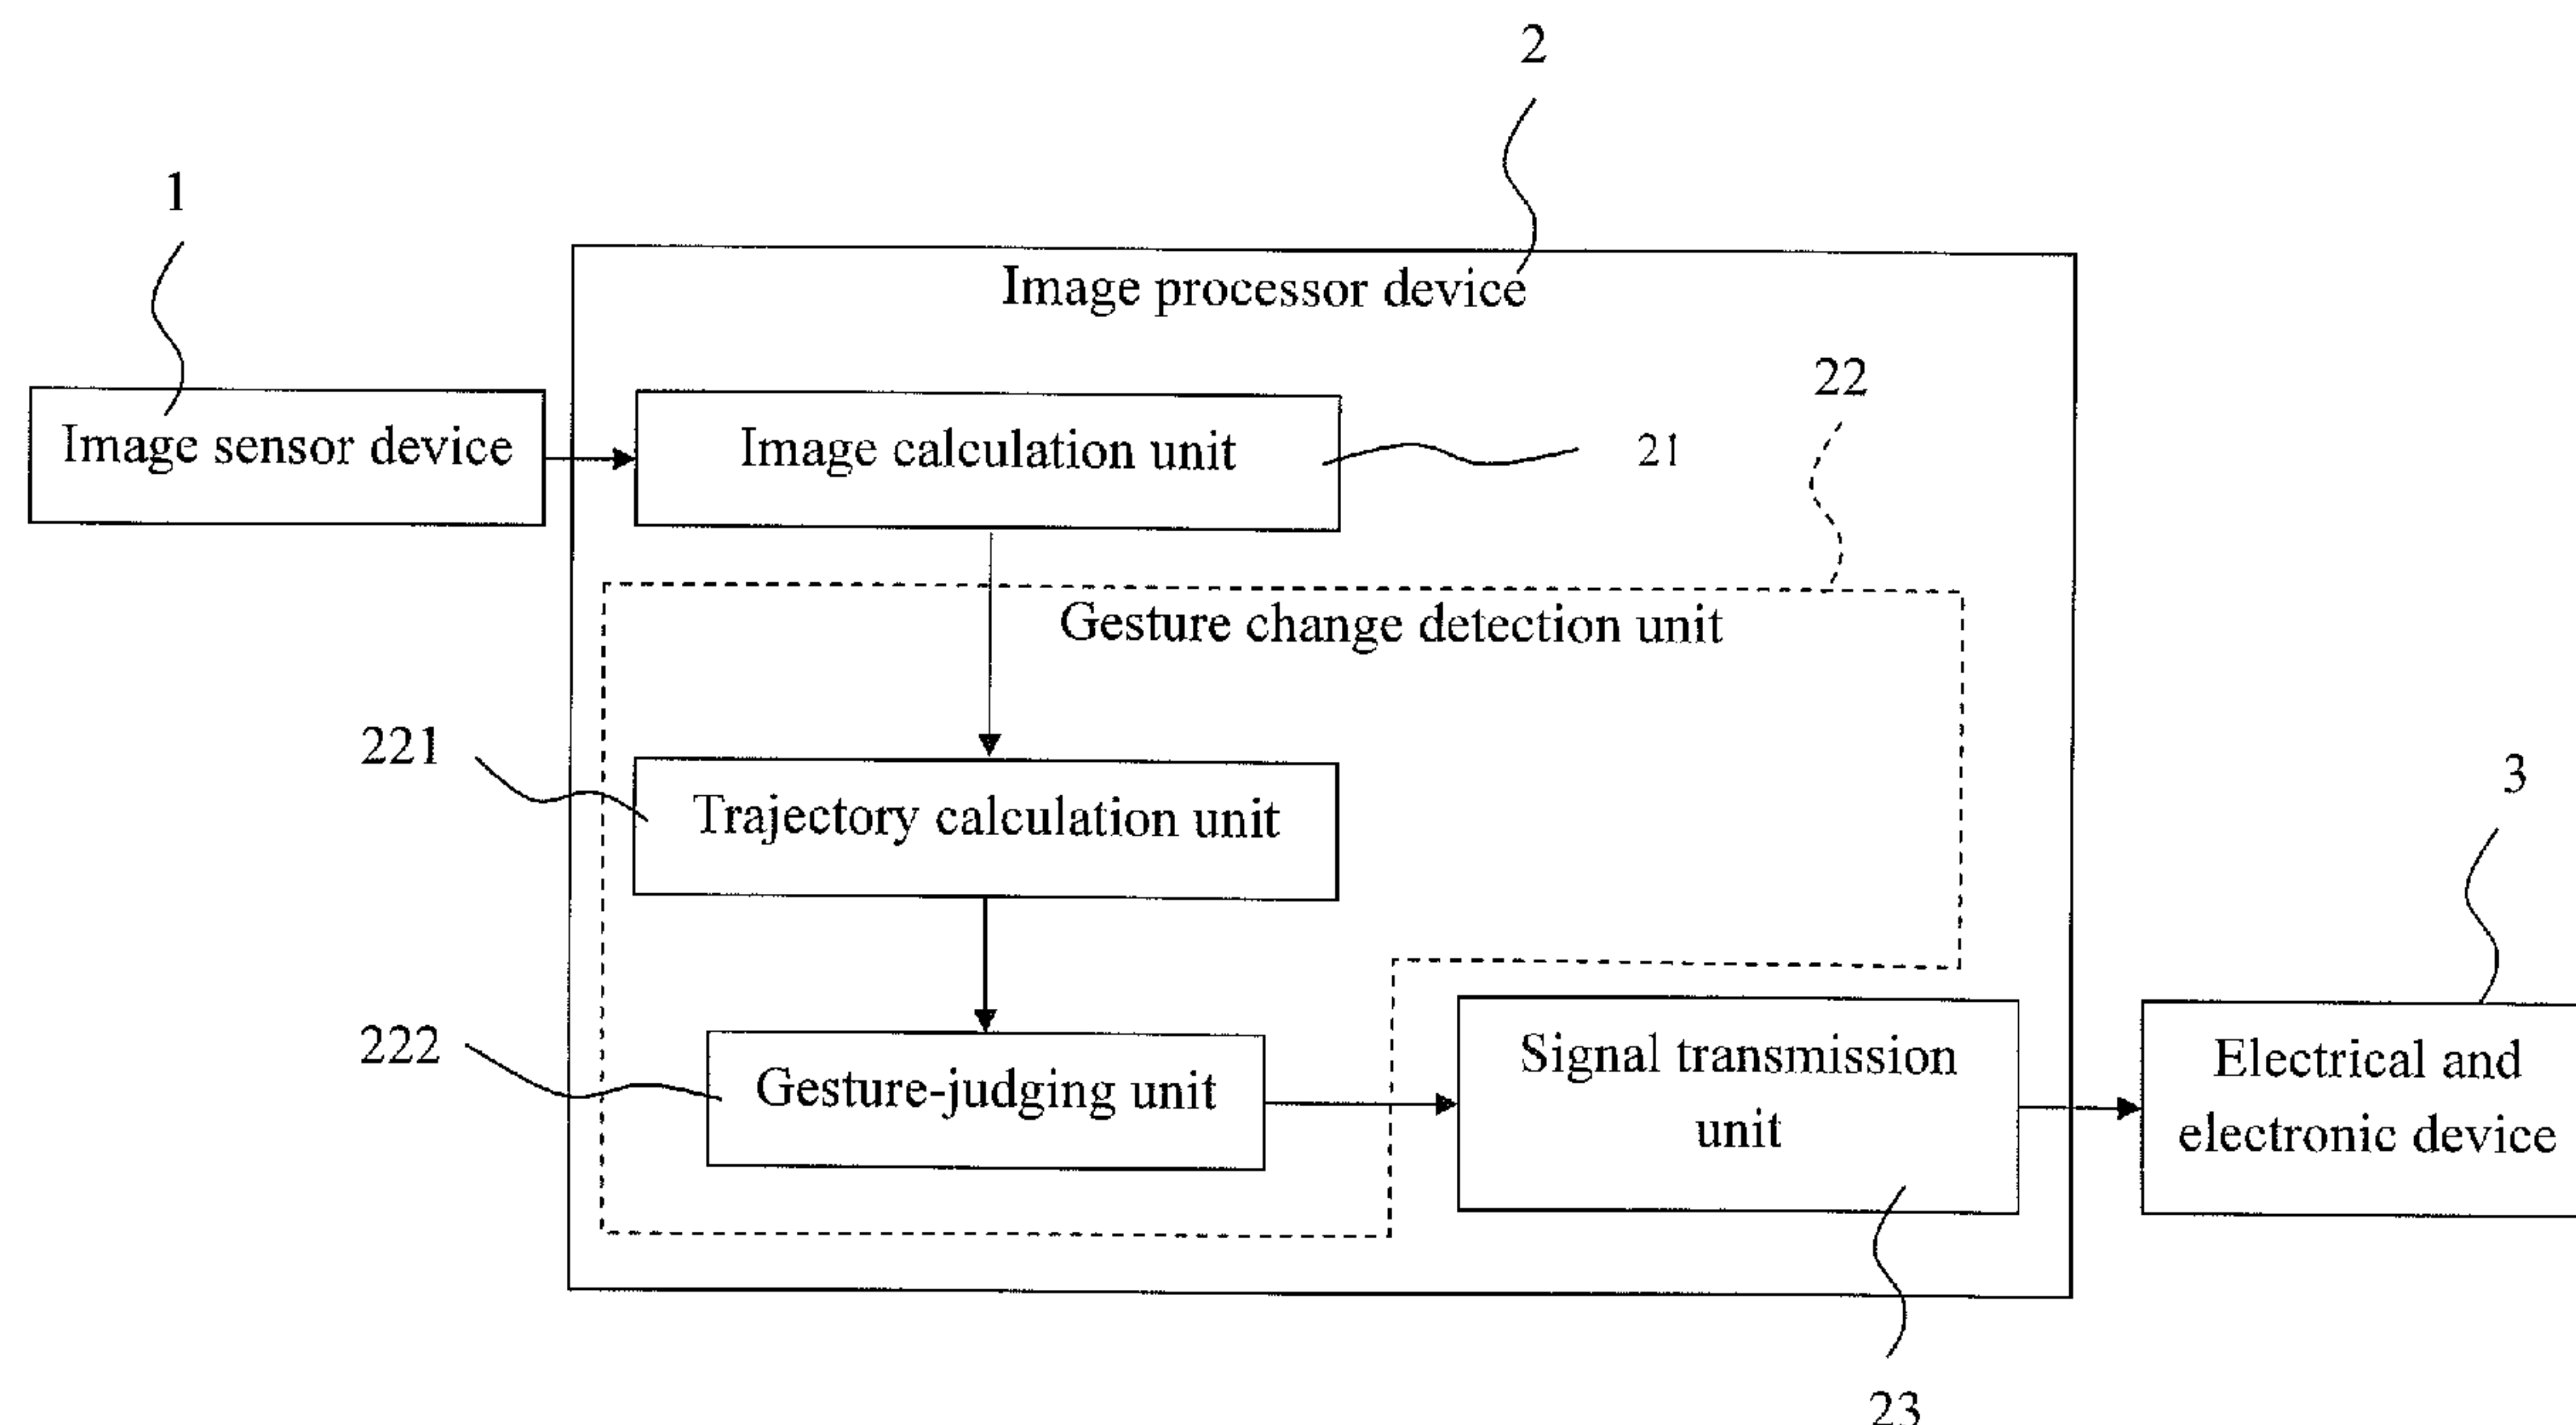 2
1
Image processor device
22
Image sensor device
Image calculation unit
21
Gesture change detection unit
221
Trajectory calculation unit
3
222
Gesture-judging unit
Signal transmission
unit
Electrical and
electronic device
23